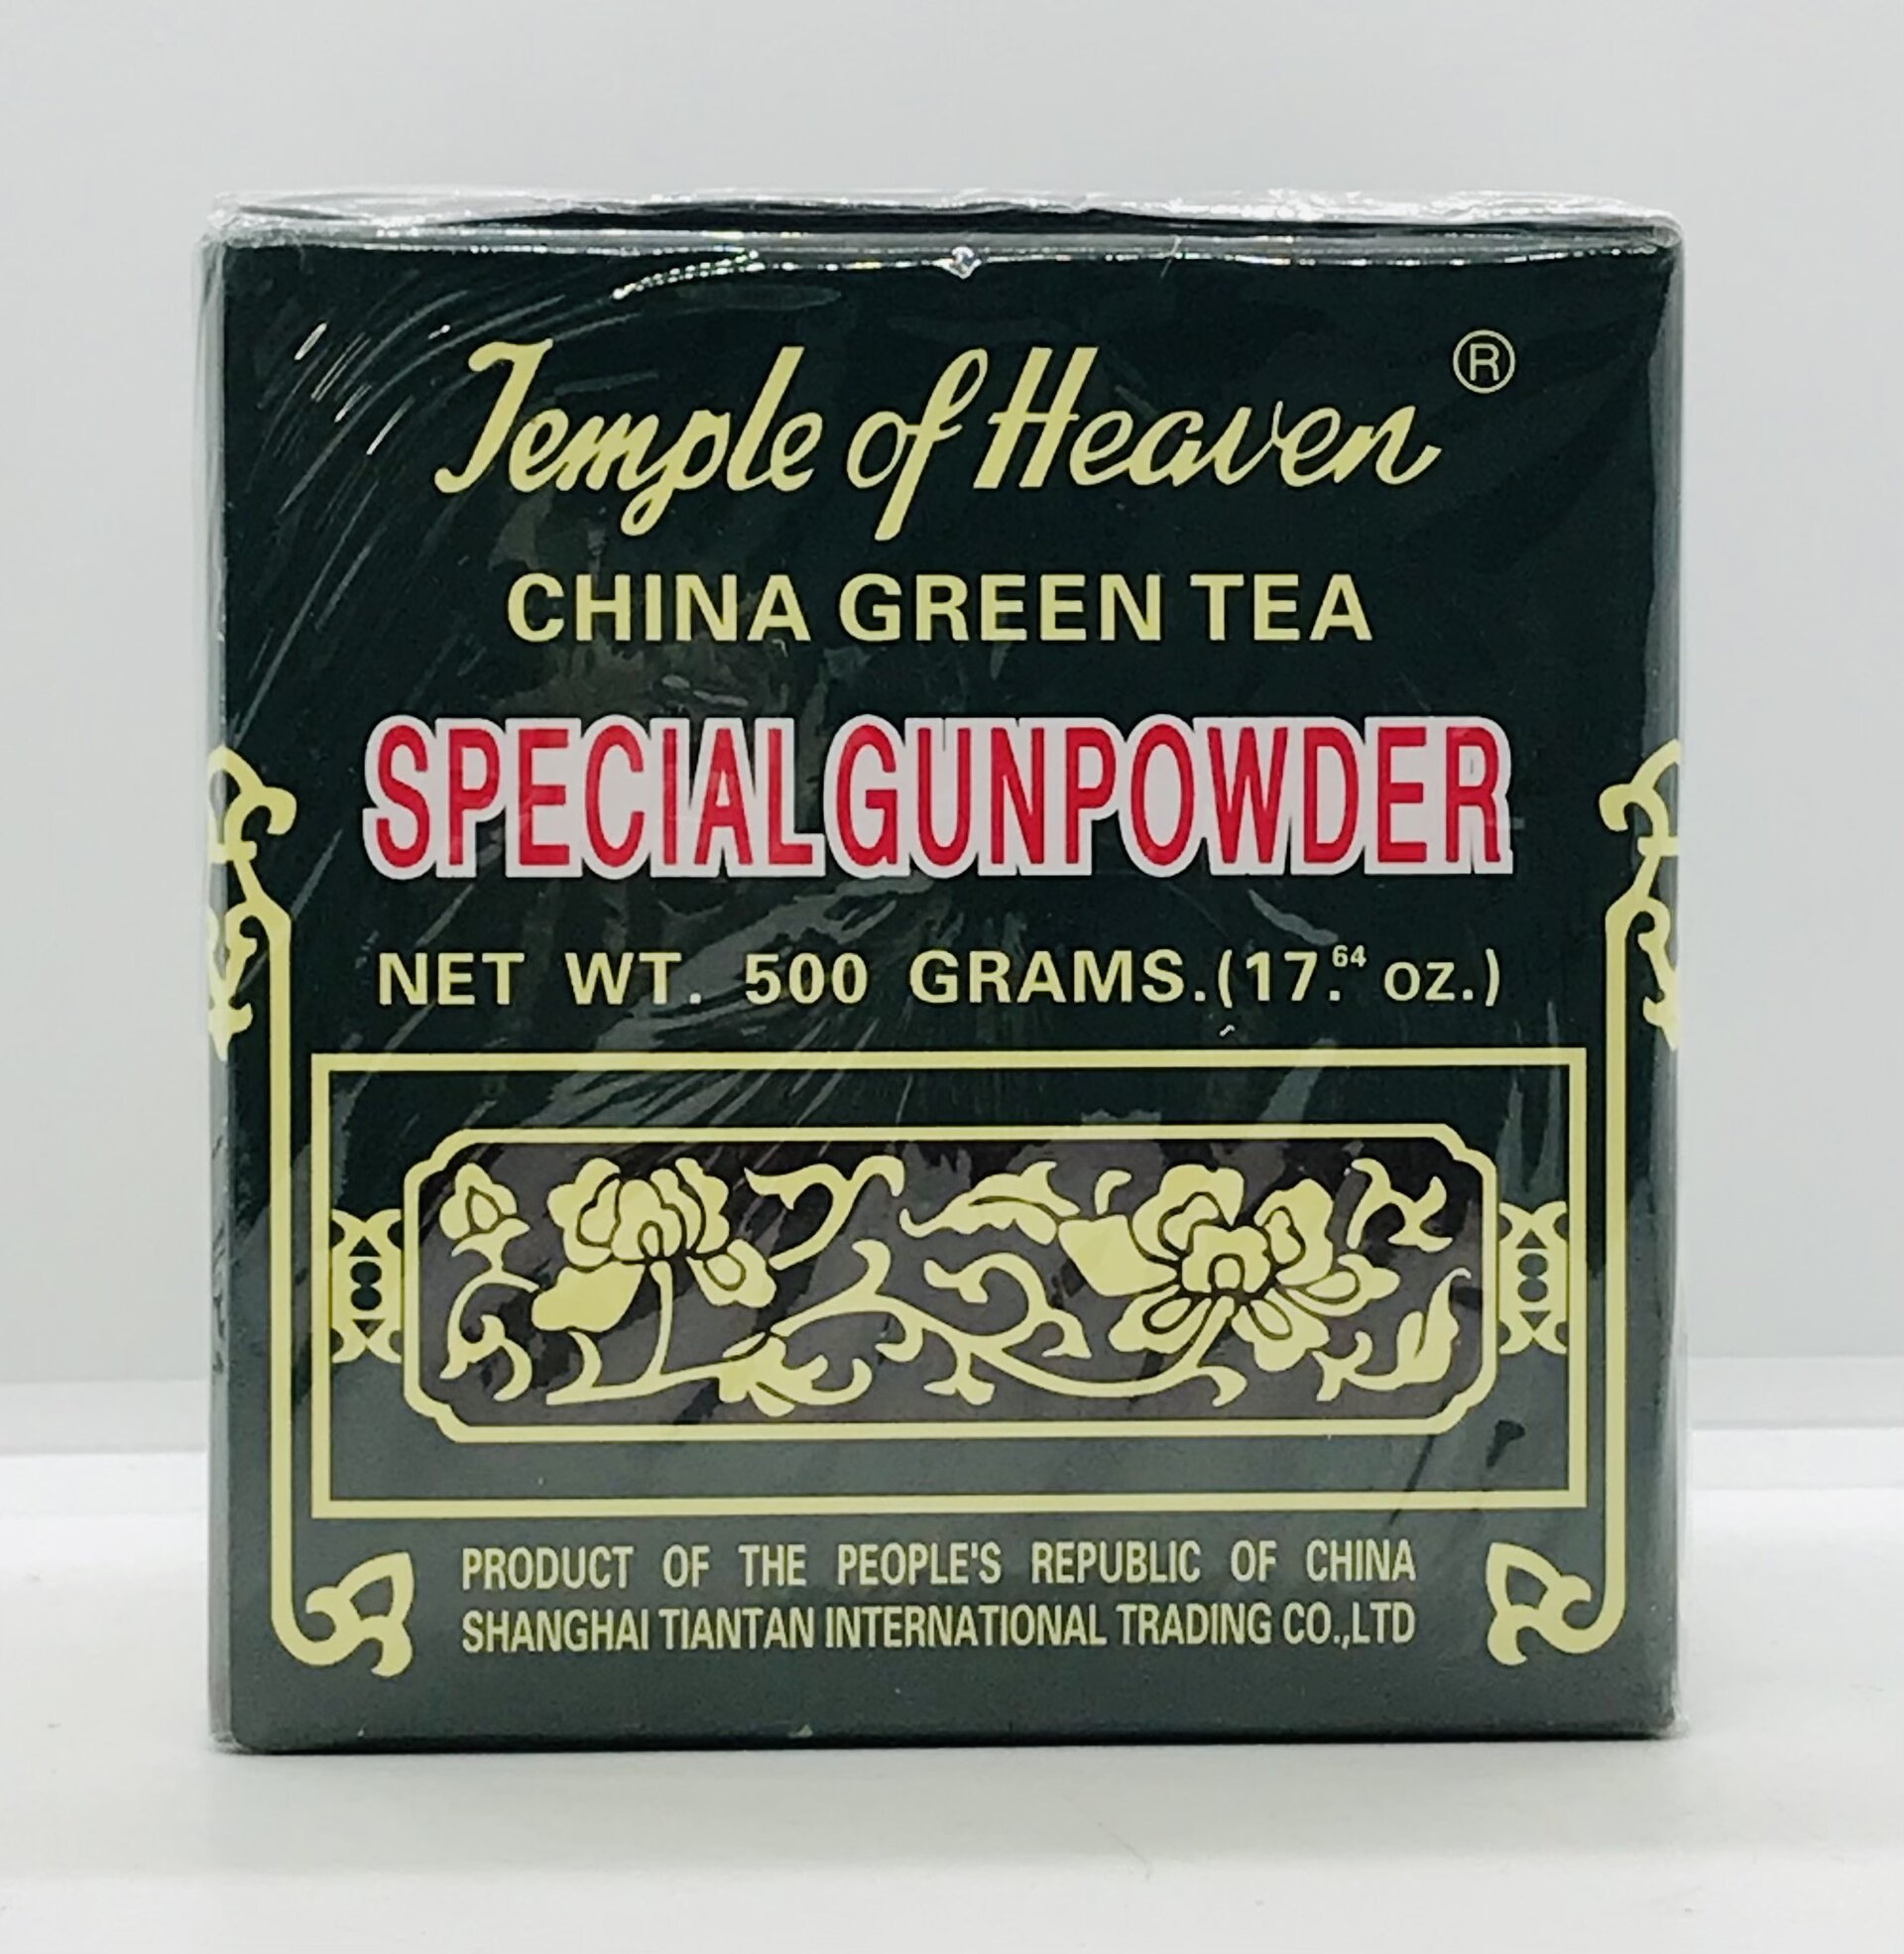 Temple of Heaven ®
CHINA GREEN TEA
SPECIAL GUNPOWDER
NET WT. 500 GRAMS.(17.64 oz.)
PRODUCT OF THE PEOPLE'S REPUBLIC OF CHINA
SHANGHAI TIANTAN INTERNATIONAL TRADING CO.,LTD